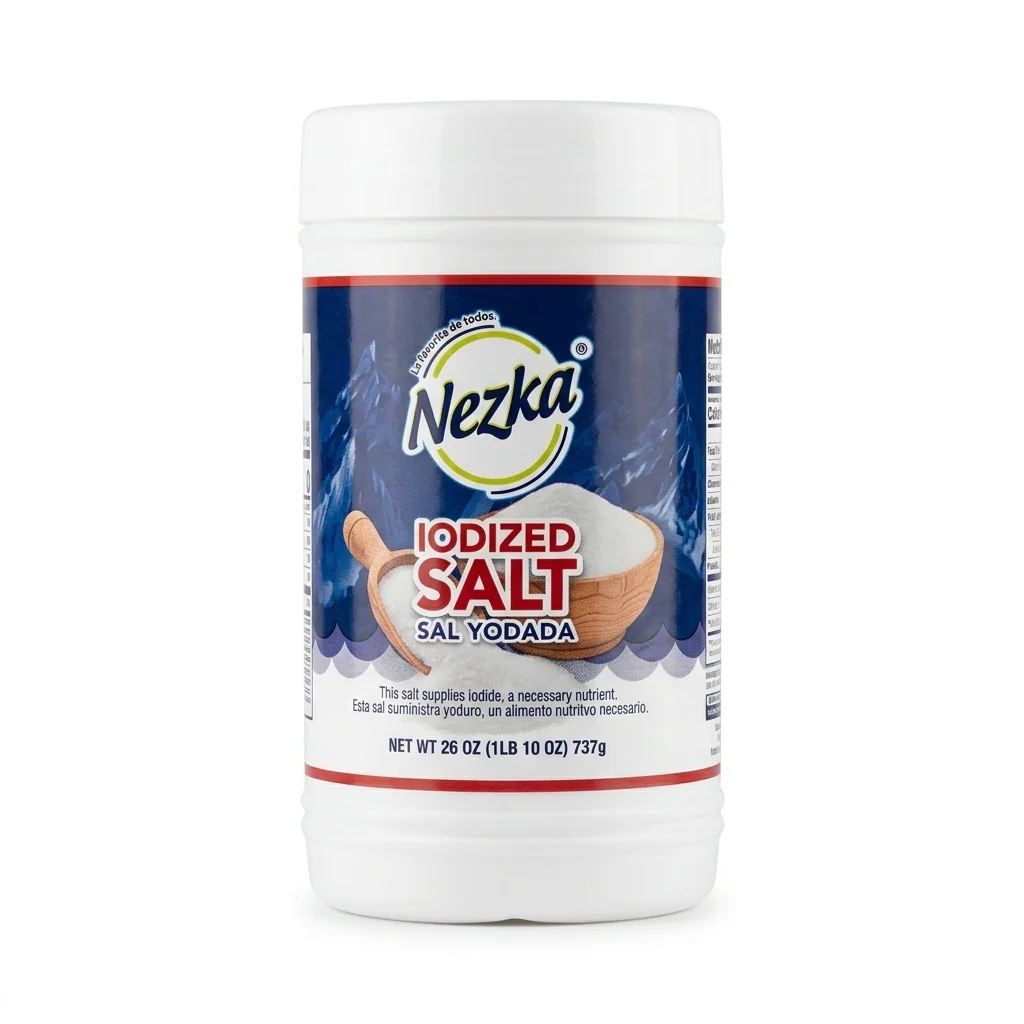 La favorita de todos.
Nezka
IODIZED
SALT
SAL YODADA
This salt supplies iodide, a necessary nutrient.
Esta sal suministra yoduro, un alimento nutritvo necesario.
NET WT 26 OZ (1LB 10 OZ) 737g